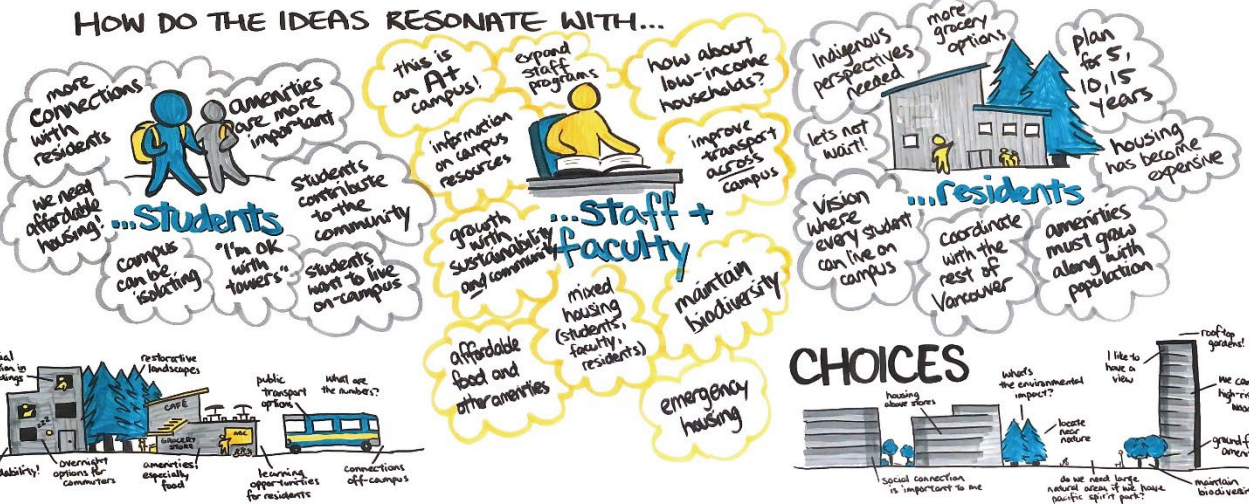 HOW DO THE IDEAS RESONATE WITH...
more
connections
with
residents
amenities
are more
important
we need
affordable
housing!
...students
students
contribute
to the
community
campus
can be
isolating
"I'm OK
with
towers"
students
want to live
on-campus
this is
an A+
campus!
expand
staff
programs
how about
low-income
households?
information
on campus
resources
improve
transport
across
campus
...staff +
faculty
growth
with
sustainability
and community
mixed
housing
(students,
faculty,
residents)
maintain
biodiversity
affordable
food and
other amenities
emergency
housing
Indigenous
perspectives
needed
more
grocery
options
plan
for 5,
10, 15
years
let's not
wait!
housing
has become
expensive
...residents
vision
where
every student
can live on
campus
coordinate
with the
rest of
Vancouver
amenities
must grow
along with
population
restorative
landscapes
CAFÉ
GROCERY
STORE
ABC
zzz
public
transport
options
what are
the numbers?
overnight
options for
commuters
amenities!
especially
food
learning
opportunities
for residents
connections
off-campus
CHOICES
housing
above stores
what's
the environmental
impact?
locate
near
nature
I like to
have a
view
rooftop
gardens!
social connection
is important to me
do we need large
natural areas if we have
pacific spirit park?
maintain